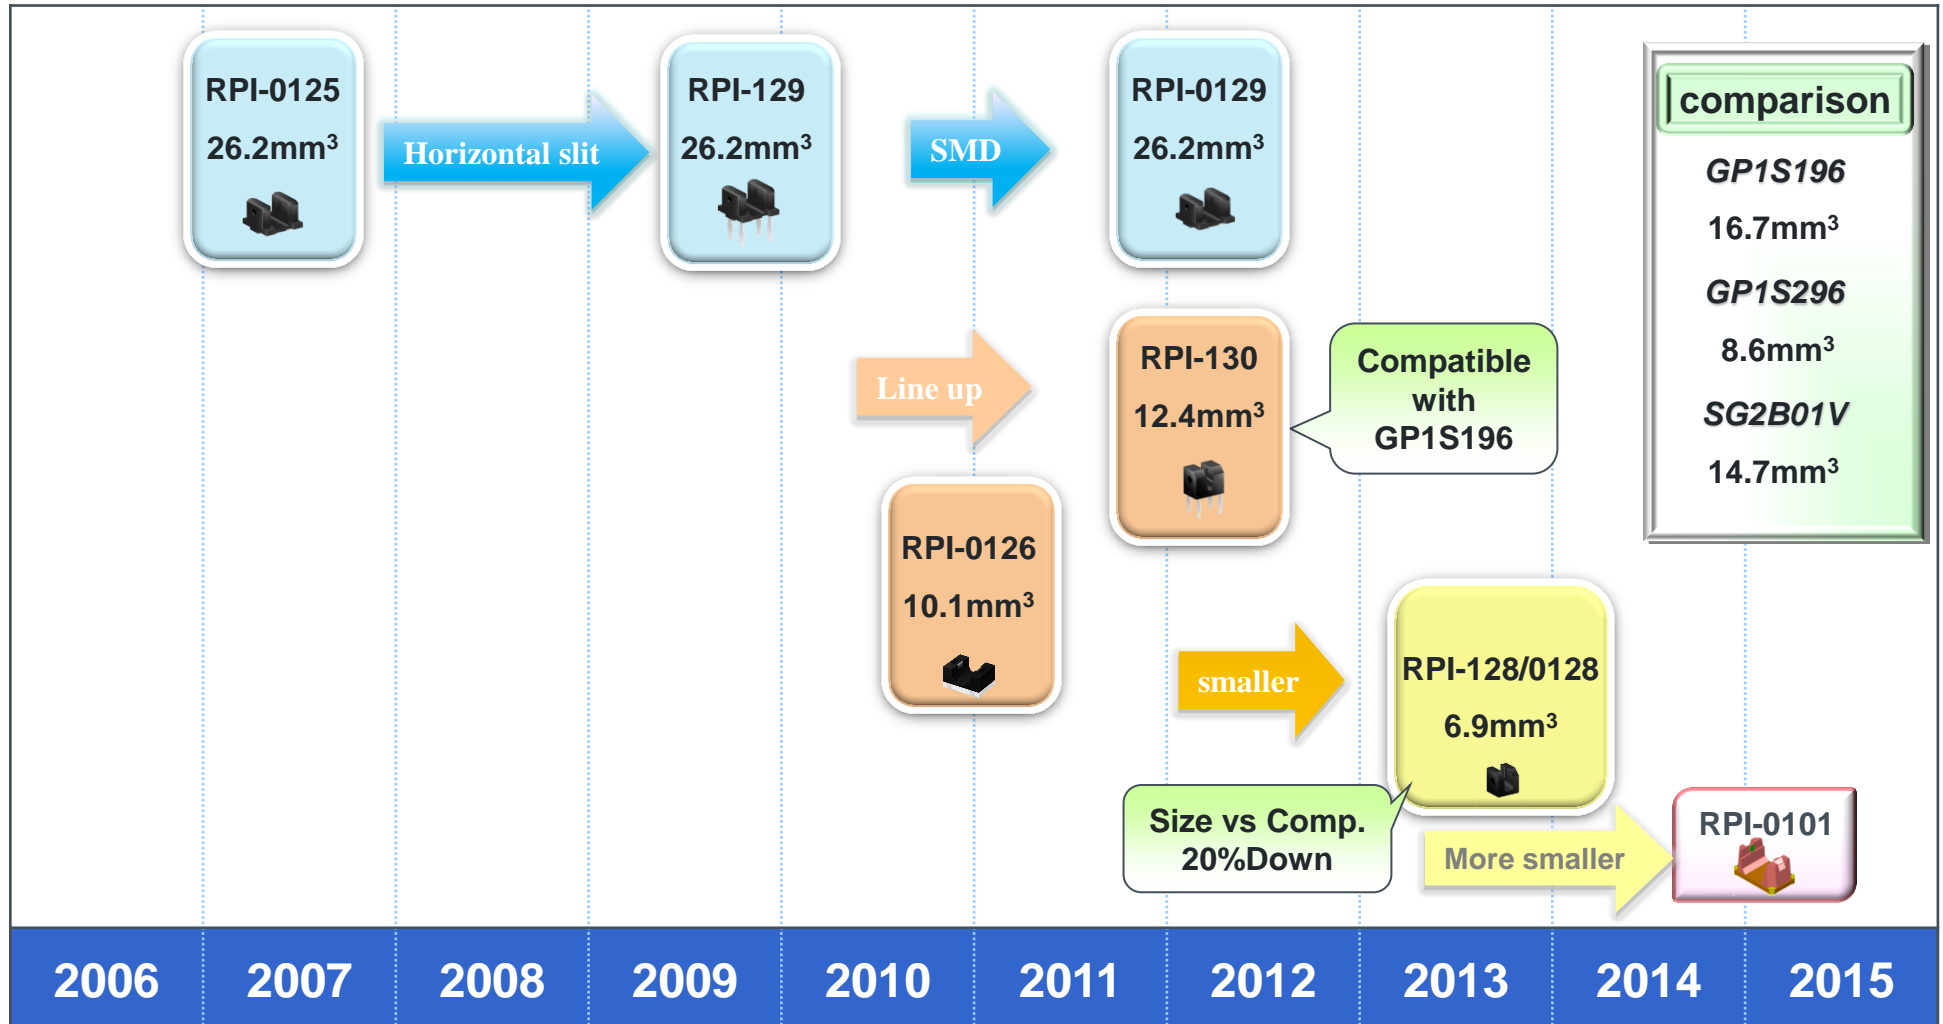 RPI-0125
26.2mm³
Horizontal slit
RPI-129
26.2mm³
SMD
RPI-0129
26.2mm³
comparison
GP1S196
16.7mm³
GP1S296
8.6mm³
SG2B01V
14.7mm³
Line up
RPI-130
12.4mm³
Compatible
with
GP1S196
RPI-0126
10.1mm³
smaller
RPI-128/0128
6.9mm³
Size vs Comp.
20%Down
More smaller
RPI-0101
2006 2007 2008 2009 2010 2011 2012 2013 2014 2015